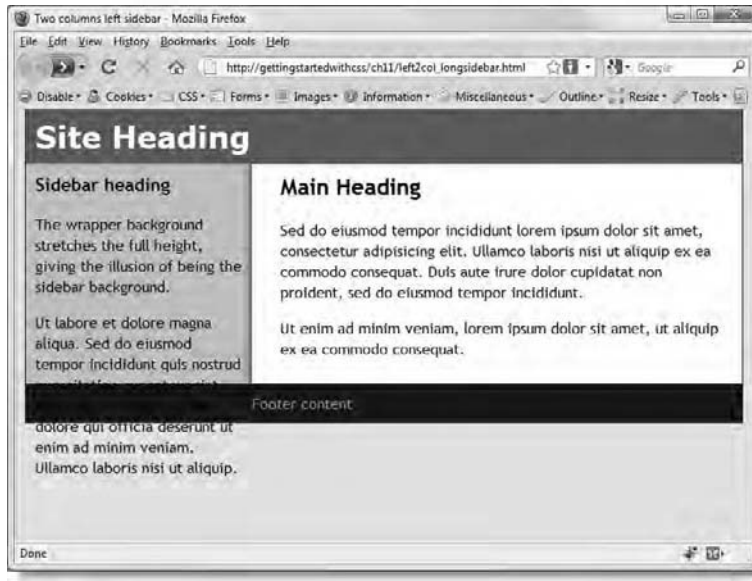 Two columns left sidebar - Mozilla Firefox
File Edit View History Bookmarks Tools Help
http://gettingstartedwithcss/ch11/left2col_longsidebar.html
Google
Disable Cookies CSS Forms Images Information Miscellaneous Outline Resize Tools
Site Heading
Sidebar heading
The wrapper background
stretches the full height,
giving the illusion of being the
sidebar background.
Ut labore et dolore magna
aliqua. Sed do eiusmod
tempor incididunt quis nostrud
dolore qui officia deserunt ut
enim ad minim veniam.
Ullamco laboris nisi ut aliquip.
Main Heading
Sed do eiusmod tempor incididunt lorem ipsum dolor sit amet,
consectetur adipisicing elit. Ullamco laboris nisi ut aliquip ex ea
commodo consequat. Duis aute irure dolor cupidatat non
proident, sed do eiusmod tempor incididunt.
Ut enim ad minim veniam, lorem ipsum dolor sit amet, ut aliquip
ex ea commodo consequat.
Footer content
Done